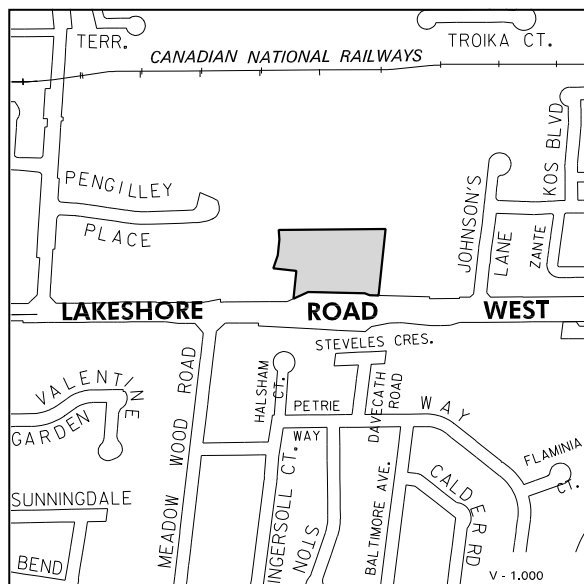 TERR.
TROIKA CT.
CANADIAN NATIONAL RAILWAYS
KOS BLVD
PENGILLEY
PLACE
JOHNSON'S
LANE
ZANTE
LAKESHORE ROAD WEST
STEVELES CRES.
VALENTINE
GARDEN
MEADOW WOOD ROAD
HALSHAM
CT.
PETRIE
WAY
DAVECATH
ROAD
WAY
FLAMINIA
CT.
SUNNINGDALE
BEND
INGERSOLL CT.
STON
BALTIMORE AVE.
CALDER RD
V - 1.000